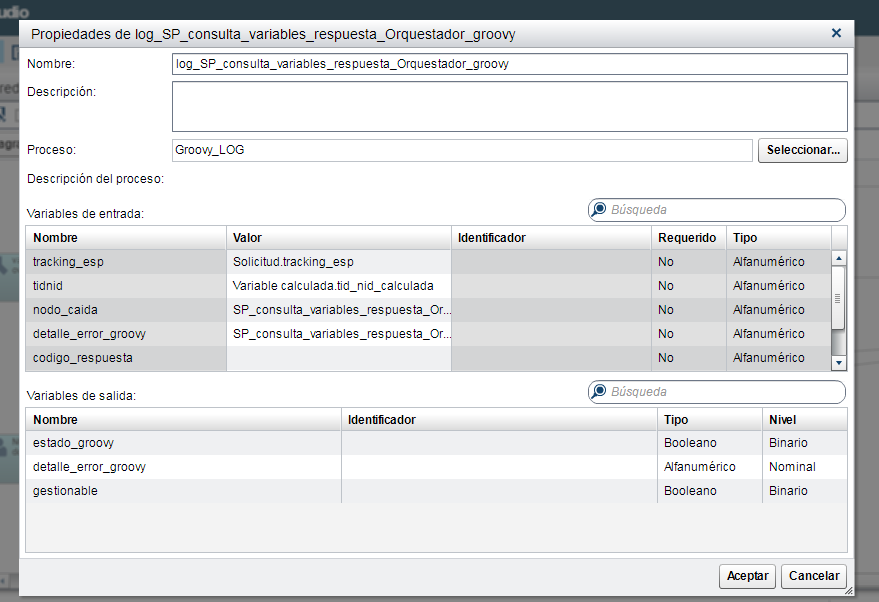 udio
Propiedades de log_SP_consulta_variables_respuesta_Orquestador_groovy
Nombre: log_SP_consulta_variables_respuesta_Orquestador_groovy
Descripción:
Proceso: Groovy_LOG Seleccionar...
Descripción del proceso:
Variables de entrada: Búsqueda
Nombre Valor Identificador Requerido Tipo
tracking_esp Solicitud.tracking_esp No Alfanumérico
tidnid Variable calculada.tid_nid_calculada No Alfanumérico
nodo_caida SP_consulta_variables_respuesta_Or... No Alfanumérico
detalle_error_groovy SP_consulta_variables_respuesta_Or... No Alfanumérico
codigo_respuesta No Alfanumérico
Variables de salida: Búsqueda
Nombre Identificador Tipo Nivel
estado_groovy Booleano Binario
detalle_error_groovy Alfanumérico Nominal
gestionable Booleano Binario
Aceptar Cancelar